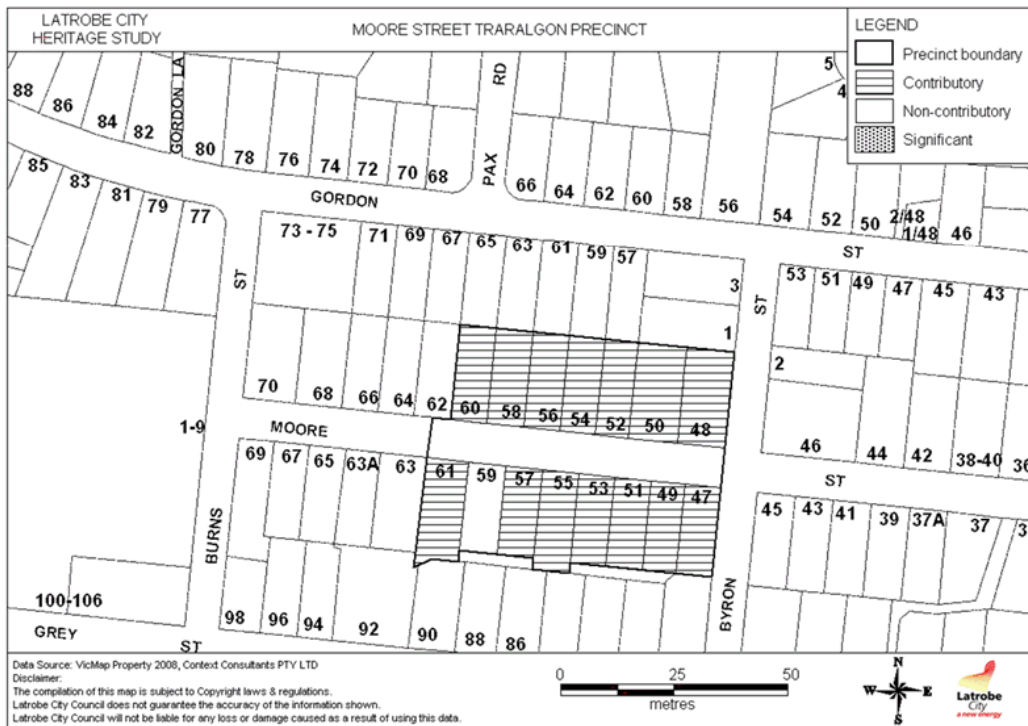 LATROBE CITY
HERITAGE STUDY
MOORE STREET TRARALGON PRECINCT
LEGEND
Precinct boundary
Contributory
Non-contributory
Significant
88
86
84
82
GORDON LA
80
78
76
74
72
70
68
PAX
RD
66
64
62
60
58
56
54
52
50
2/48
1/48
46
5
4
GORDON
ST
85
83
81
79
77
73 - 75
71
69
67
65
63
61
59
57
3
1
53
51
49
47
45
43
ST
ST
2
70
68
66
64
62
60
58
56
54
52
50
48
46
44
42
38-40
36
1-9
MOORE
ST
69
67
65
63A
63
61
59
57
55
53
51
49
47
45
43
41
39
37A
37
BURNS
BYRON
100-106
98
96
94
92
90
88
86
GREY
ST
Data Source: VicMap Property 2008, Context Consultants PTY LTD
Disclaimer:
The compilation of this map is subject to Copyright laws & regulations.
Latrobe City Council does not guarantee the accuracy of the information shown.
Latrobe City Council will not be liable for any loss or damage caused as a result of using this data.
0 25 50
metres
N
W E
S
Latrobe
City
a new energy